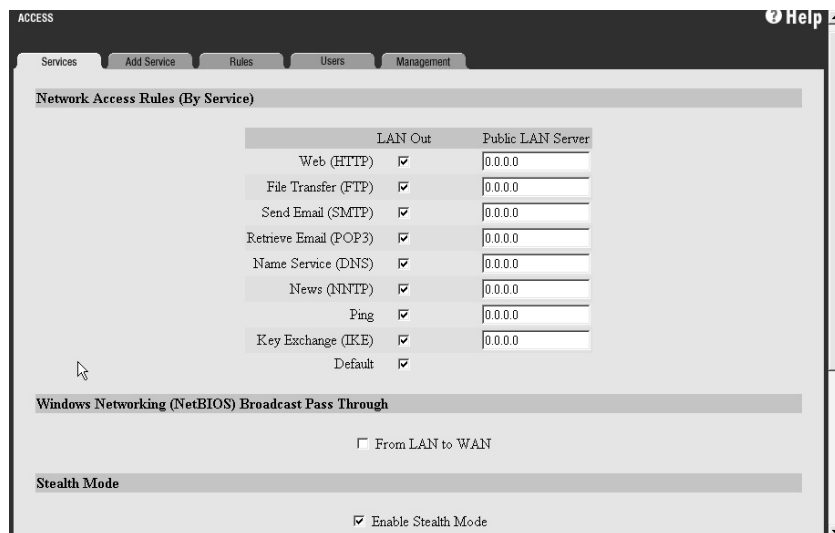 ACCESS
? Help
Services Add Service Rules Users Management
Network Access Rules (By Service)
LAN Out Public LAN Server
Web (HTTP) 0.0.0.0
File Transfer (FTP) 0.0.0.0
Send Email (SMTP) 0.0.0.0
Retrieve Email (POP3) 0.0.0.0
Name Service (DNS) 0.0.0.0
News (NNTP) 0.0.0.0
Ping 0.0.0.0
Key Exchange (IKE) 0.0.0.0
Default
Windows Networking (NetBIOS) Broadcast Pass Through
From LAN to WAN
Stealth Mode
Enable Stealth Mode